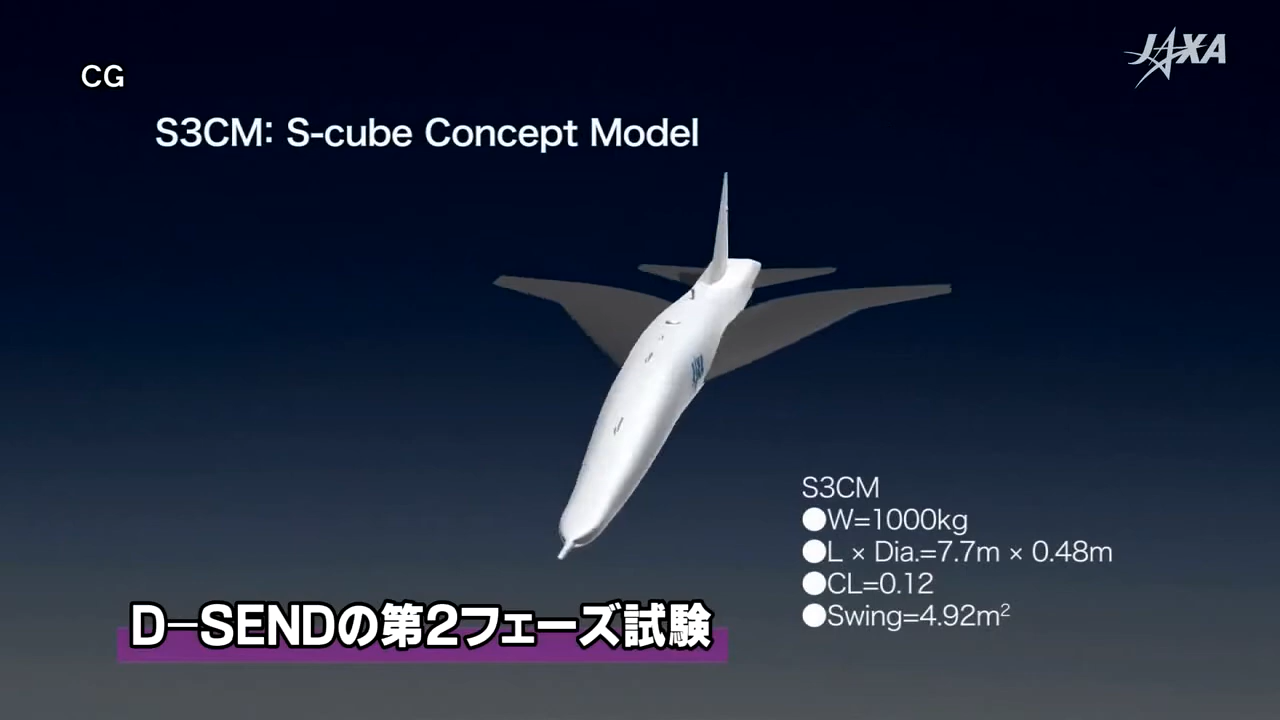 JAXA
CG
S3CM: S-cube Concept Model
S3CM
●W=1000kg
●L × Dia.=7.7m × 0.48m
●CL=0.12
●Swing=4.92m²
D-SENDの第2フェーズ試験
JAXA